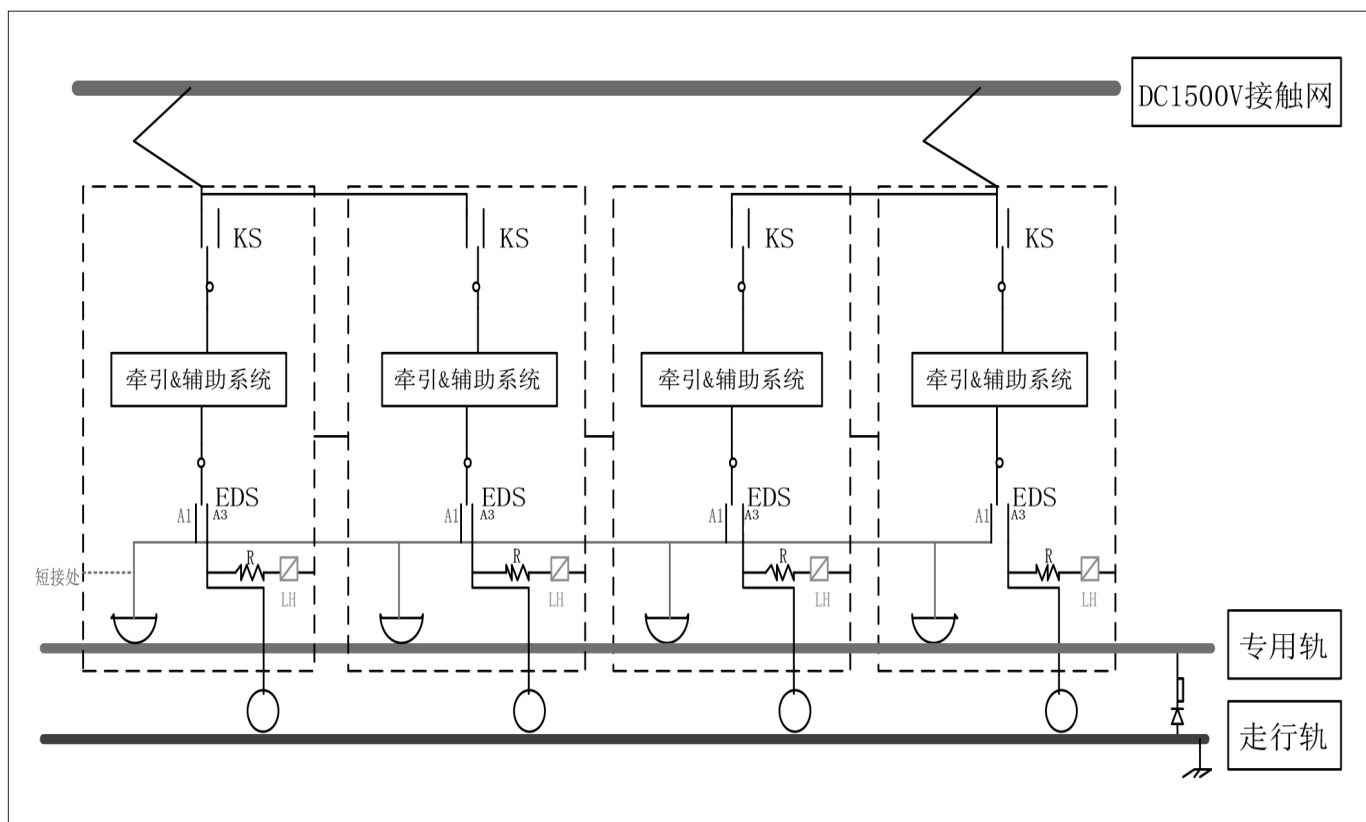 DC1500V接触网
KS
KS
KS
KS
牵引&辅助系统
牵引&辅助系统
牵引&辅助系统
牵引&辅助系统
EDS
EDS
EDS
EDS
A1
A3
A1
A3
A1
A3
A1
A3
R
R
R
R
短接处
LH
LH
LH
LH
专用轨
走行轨